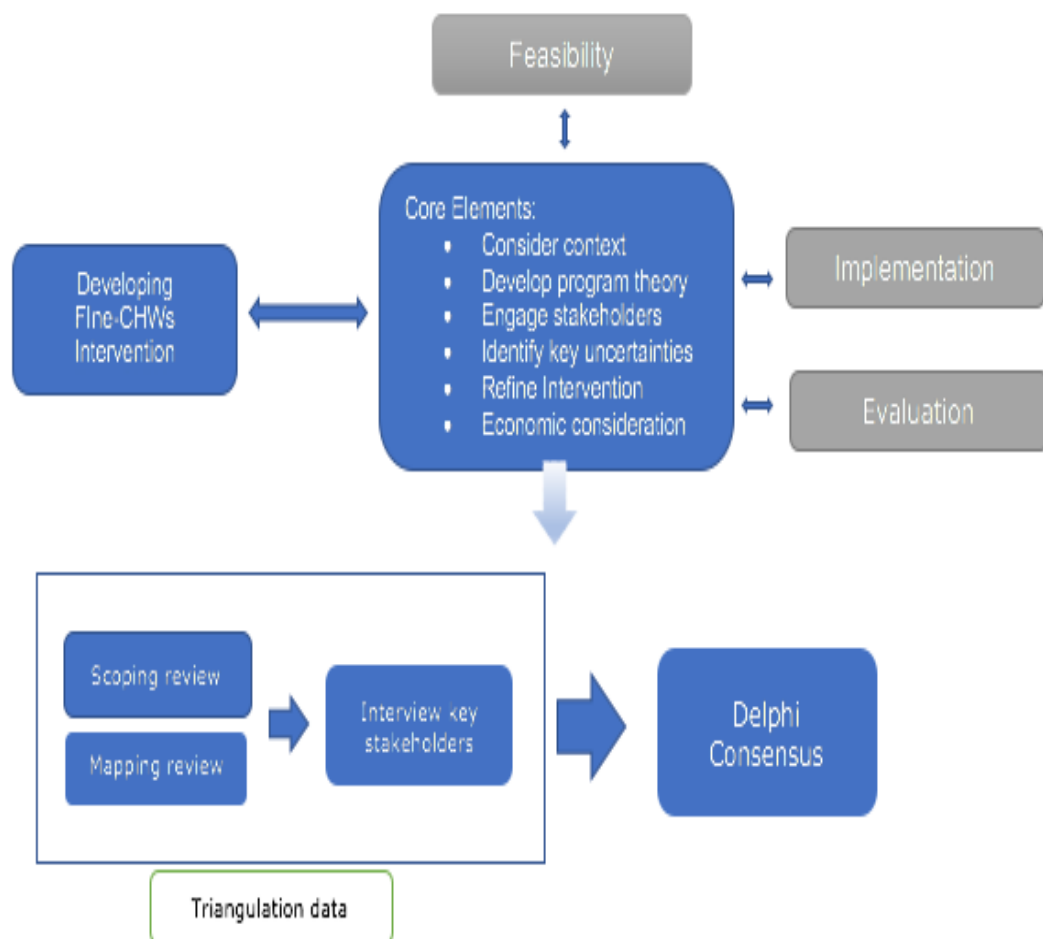 Feasibility
Core Elements:
• Consider context
• Develop program theory
• Engage stakeholders
• Identify key uncertainties
• Refine Intervention
• Economic consideration
Developing
FIne-CHWs
Intervention
Implementation
Evaluation
Scoping review
Mapping review
Interview key
stakeholders
Delphi
Consensus
Triangulation data